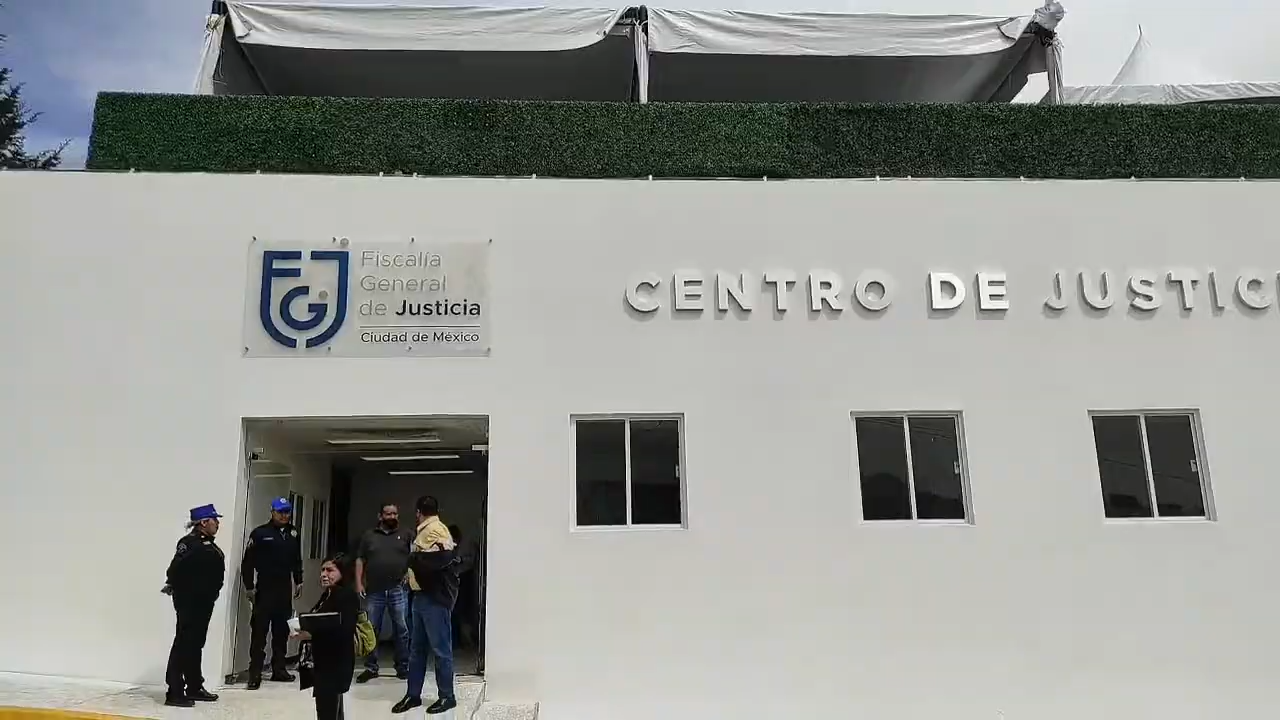 FGJ
Fiscalía
General
de Justicia
Ciudad de México
CENTRO DE JUSTIC